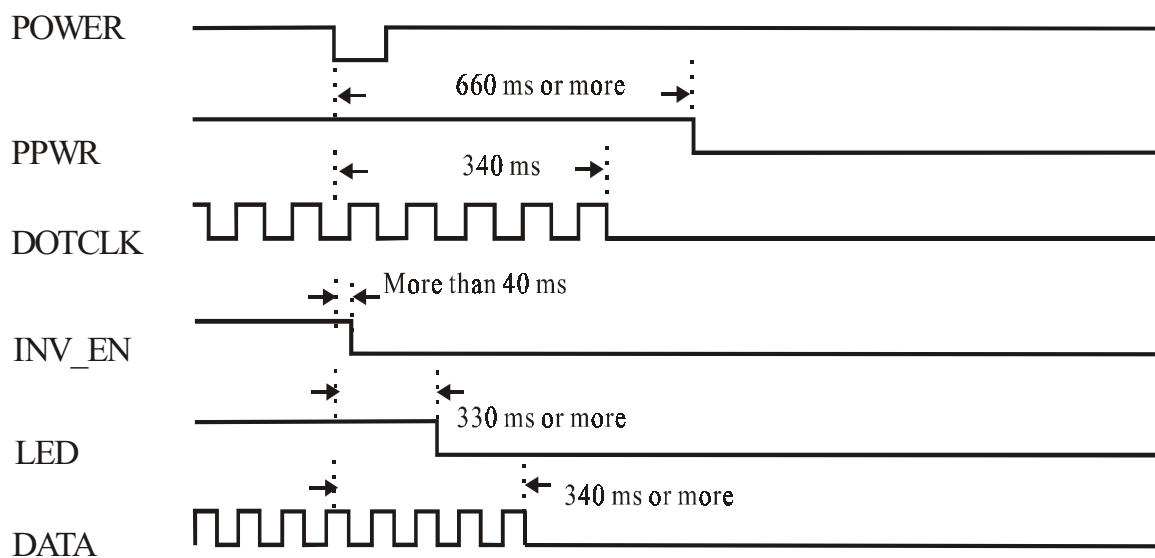 POWER
660 ms or more
PPWR
340 ms
DOTCLK
More than 40 ms
INV_EN
330 ms or more
LED
340 ms or more
DATA